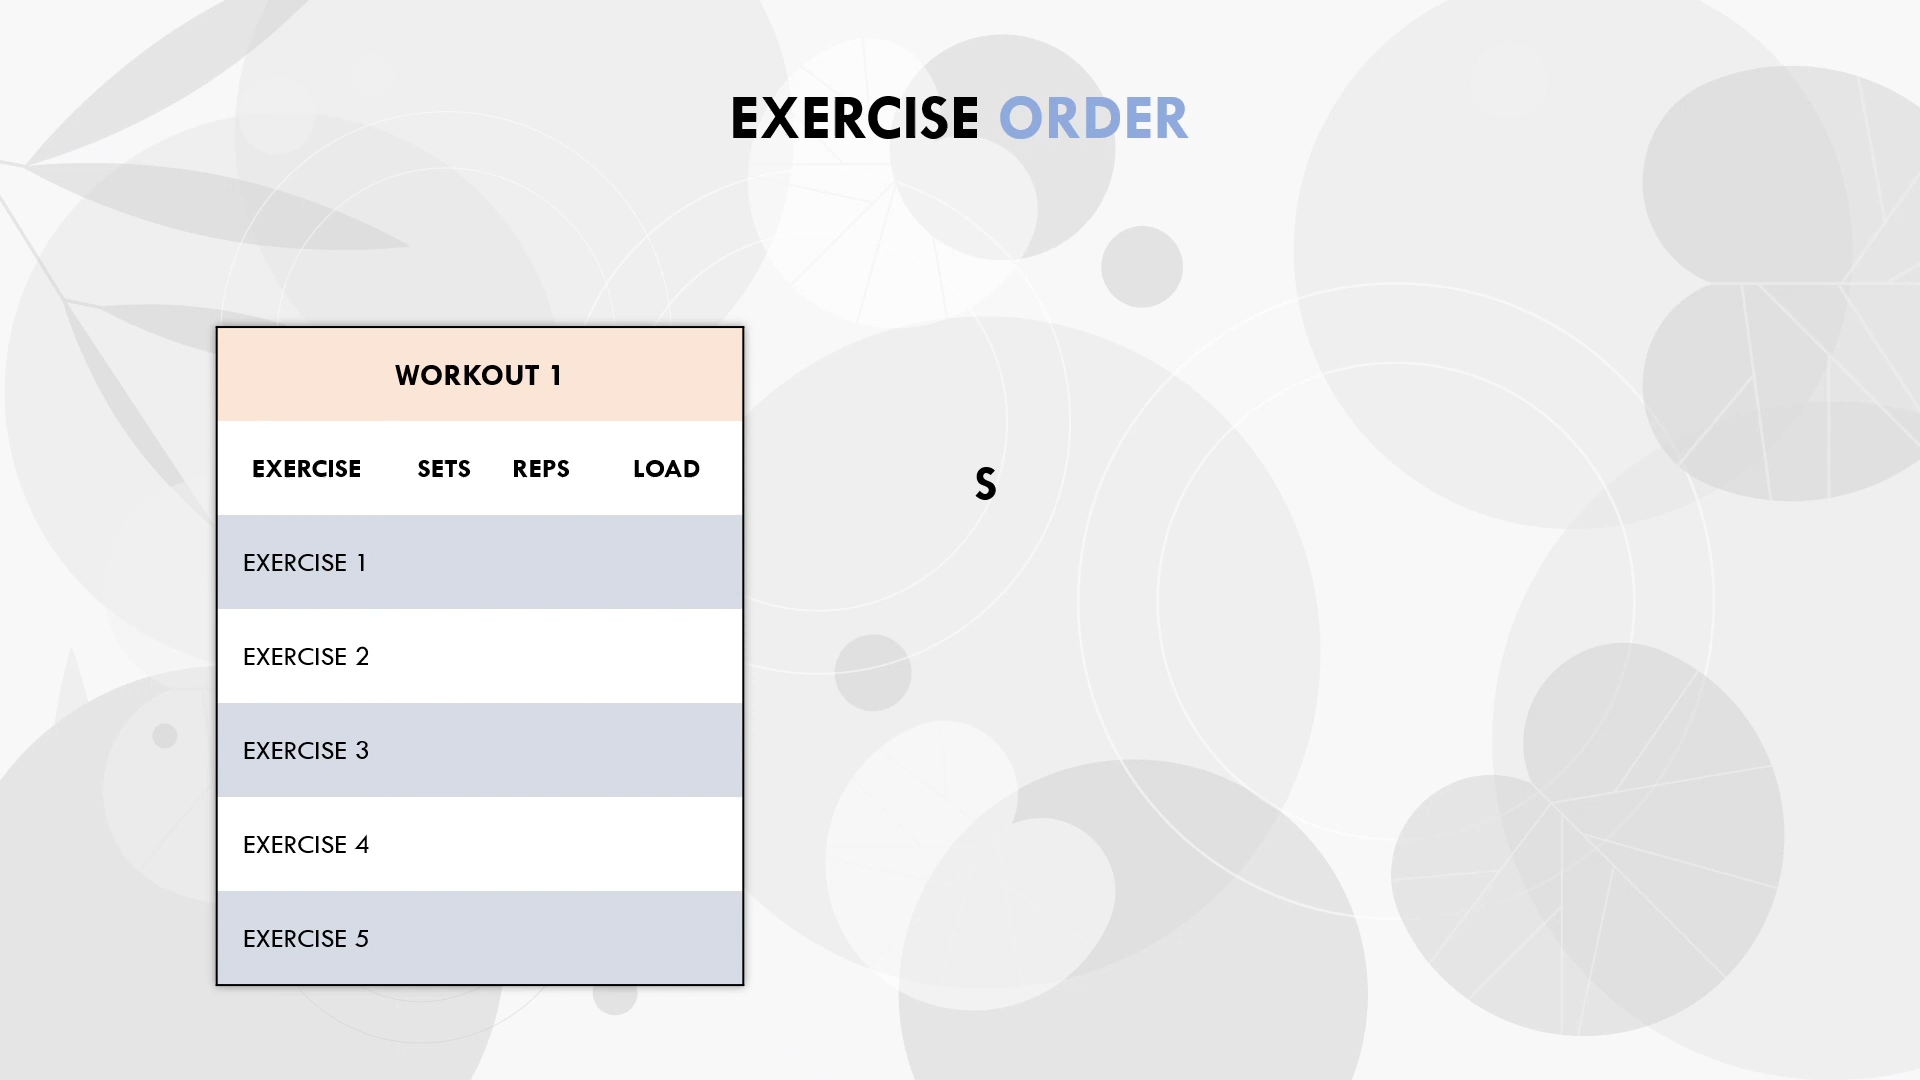 EXERCISE ORDER
WORKOUT 1
EXERCISE SETS REPS LOAD
EXERCISE 1
EXERCISE 2
EXERCISE 3
EXERCISE 4
EXERCISE 5
S